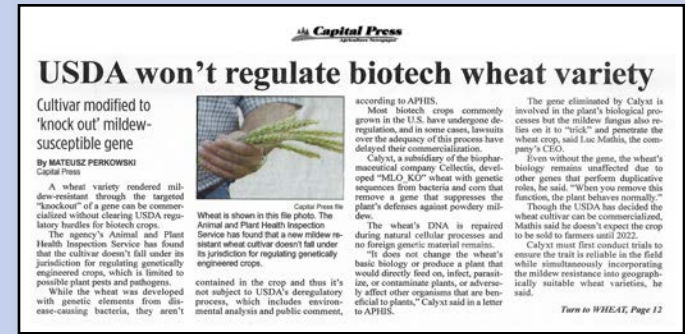 Capital Press
Agriculture Newspaper
USDA won't regulate biotech wheat variety
Cultivar modified to
'knock out' mildew-
susceptible gene
By MATEUSZ PERKOWSKI
Capital Press
A wheat variety rendered mil-
dew-resistant through the targeted
"knockout" of a gene can be commer-
cialized without clearing USDA regu-
latory hurdles for biotech crops.
The agency's Animal and Plant
Health Inspection Service has found
that the cultivar doesn't fall under its
jurisdiction for regulating genetically
engineered crops, which is limited to
possible plant pests and pathogens.
While the wheat was developed
with genetic elements from dis-
ease-causing bacteria, they aren't
Capital Press file
Wheat is shown in this file photo. The
Animal and Plant Health Inspection
Service has found that a new mildew re-
sistant wheat cultivar doesn't fall under
its jurisdiction for regulating genetically
engineered crops.
contained in the crop and thus it's
not subject to USDA's deregulatory
process, which includes environ-
mental analysis and public comment,
according to APHIS.
Most biotech crops commonly
grown in the U.S. have undergone de-
regulation, and in some cases, lawsuits
over the adequacy of this process have
delayed their commercialization.
Calyxt, a subsidiary of the biophar-
maceutical company Cellectis, devel-
oped "MLO_KO" wheat with genetic
sequences from bacteria and corn that
remove a gene that suppresses the
plant's defenses against powdery mil-
dew.
The wheat's DNA is repaired
during natural cellular processes and
no foreign genetic material remains.
"It does not change the wheat's
basic biology or produce a plant that
would directly feed on, infect, parasit-
ize, or contaminate plants, or adverse-
ly affect other organisms that are ben-
eficial to plants," Calyxt said in a letter
to APHIS.
The gene eliminated by Calyxt is
involved in the plant's biological pro-
cesses but the mildew fungus also re-
lies on it to "trick" and penetrate the
wheat crop, said Luc Mathis, the com-
pany's CEO.
Even without the gene, the wheat's
biology remains unaffected due to
other genes that perform duplicative
roles, he said. "When you remove this
function, the plant behaves normally."
Though the USDA has decided the
wheat cultivar can be commercialized,
Mathis said he doesn't expect the crop
to be sold to farmers until 2022.
Calyxt must first conduct trials to
ensure the trait is reliable in the field
while simultaneously incorporating
the mildew resistance into geograph-
ically suitable wheat varieties, he
said.
Turn to WHEAT, Page 12